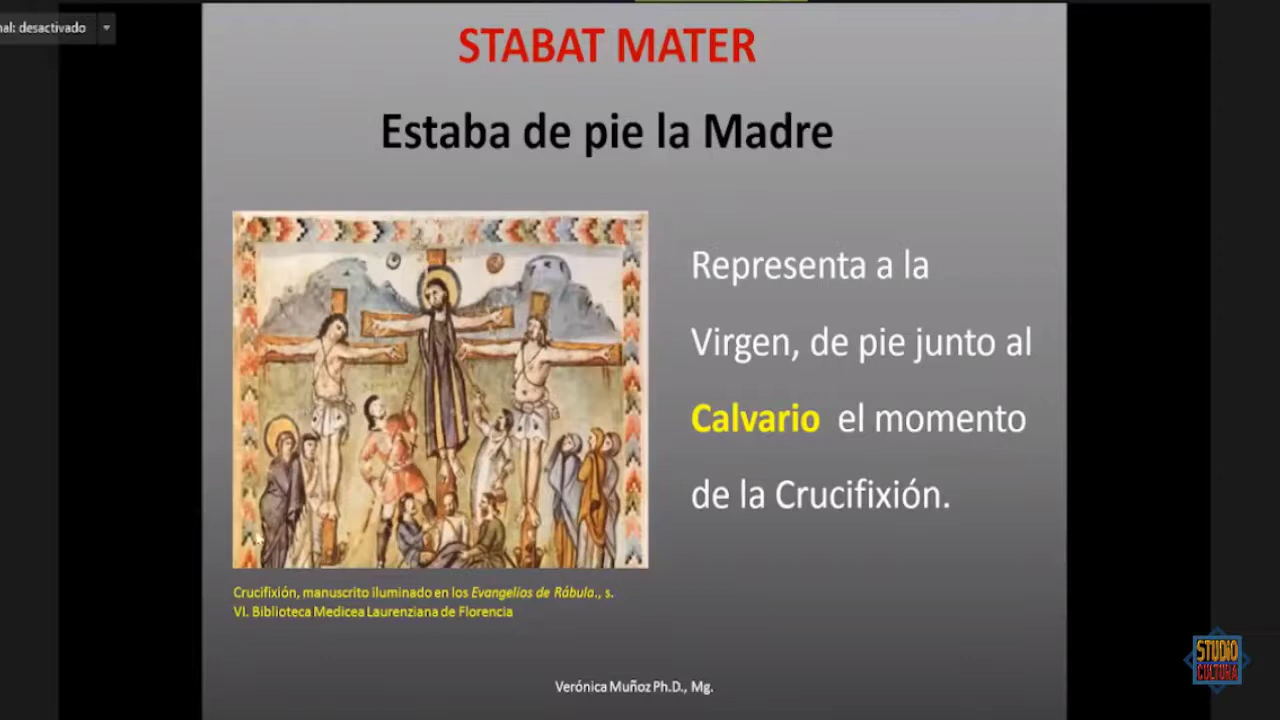 nal: desactivado
STABAT MATER
Estaba de pie la Madre
Representa a la
Virgen, de pie junto al
Calvario el momento
de la Crucifixión.
Crucifixión, manuscrito iluminado en los Evangelios de Rábula., s.
VI. Biblioteca Medicea Laurenziana de Florencia
Verónica Muñoz Ph.D., Mg.
STUDIO
CULTURA